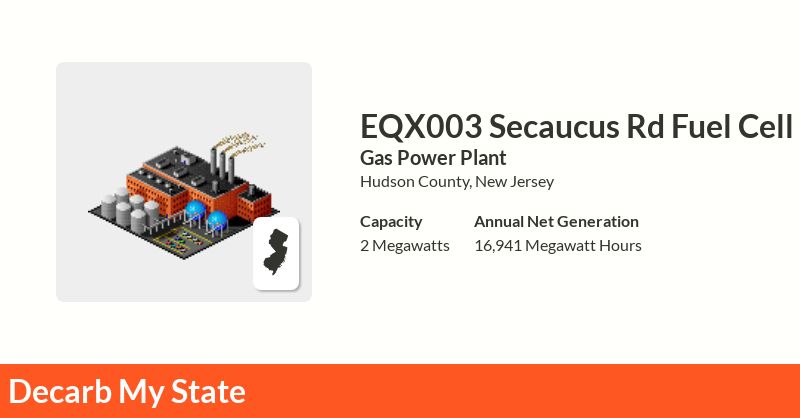 EQX003 Secaucus Rd Fuel Cell
Gas Power Plant
Hudson County, New Jersey
Capacity
2 Megawatts
Annual Net Generation
16,941 Megawatt Hours
Decarb My State